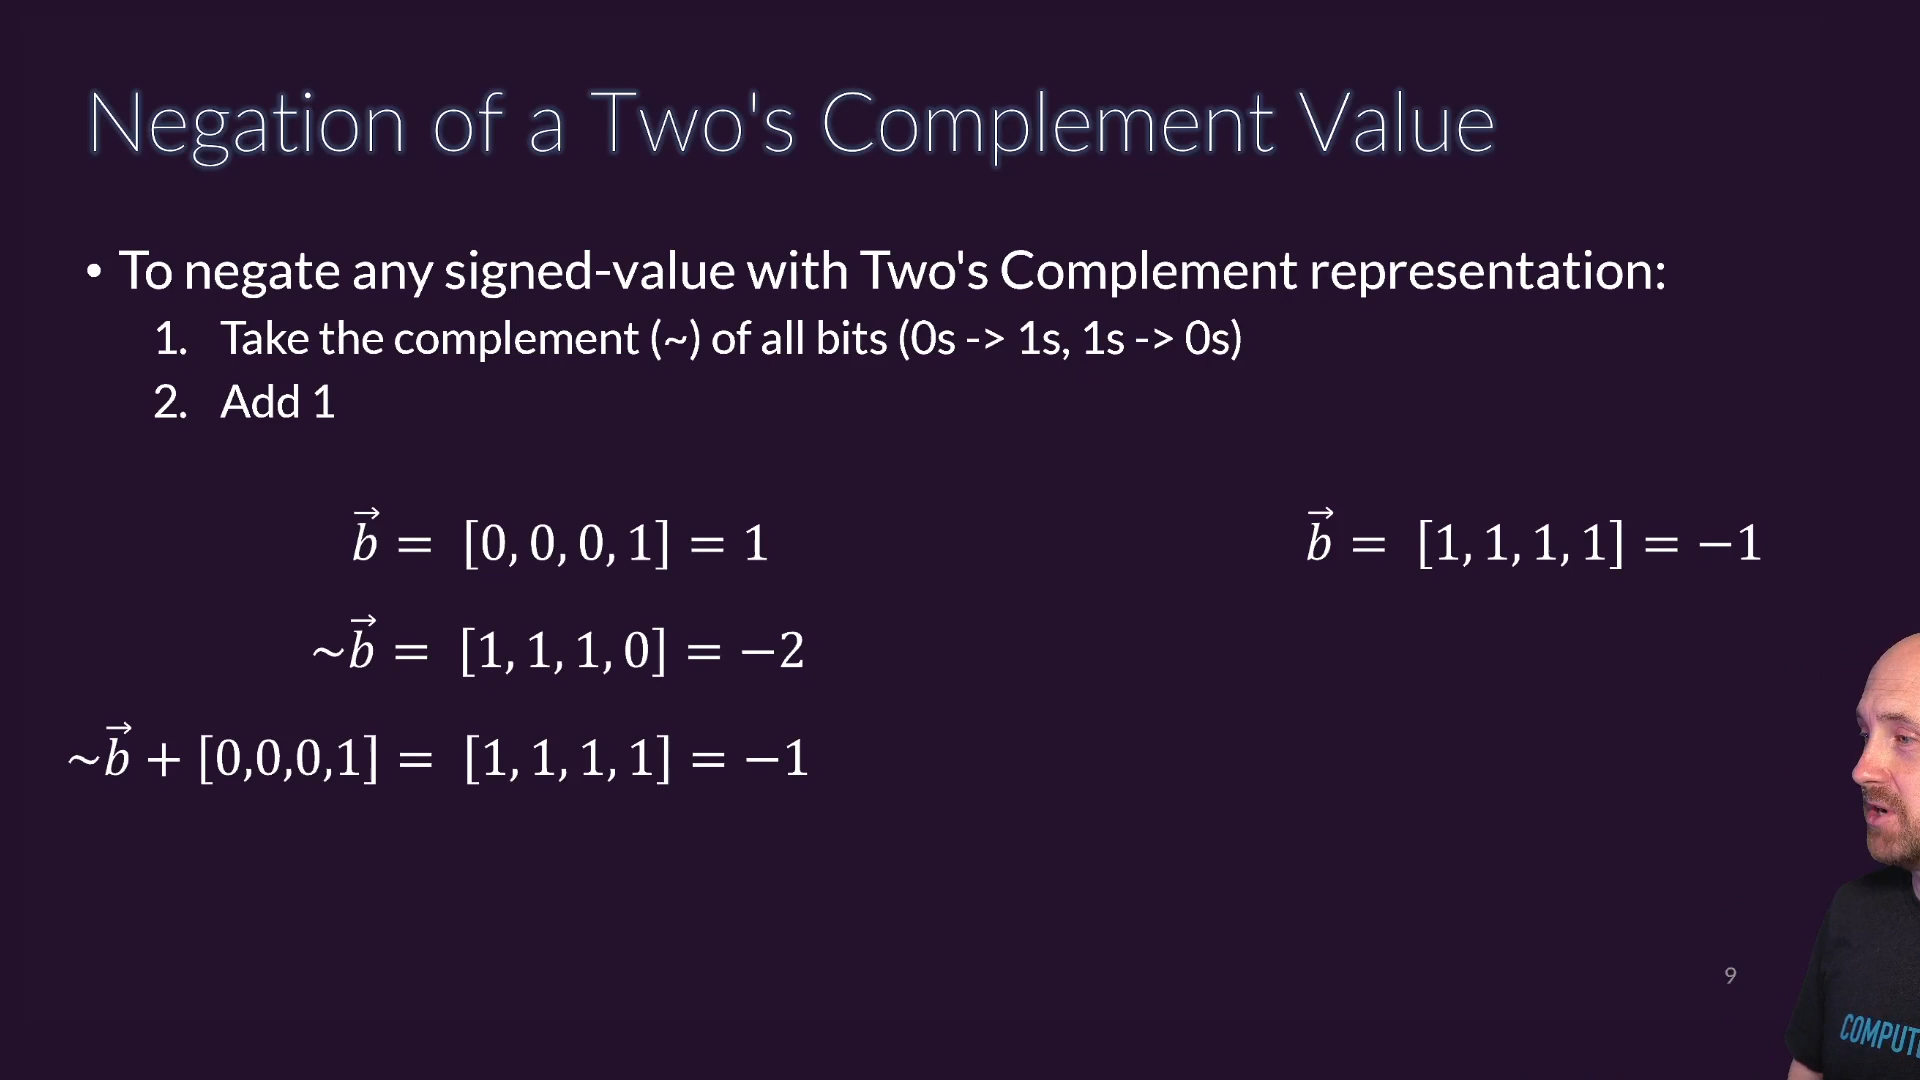 Negation of a Two's Complement Value
• To negate any signed-value with Two's Complement representation:
1. Take the complement (~) of all bits (0s -> 1s, 1s -> 0s)
2. Add 1
b⃗ = [0, 0, 0, 1] = 1
~b⃗ = [1, 1, 1, 0] = −2
~b⃗ + [0,0,0,1] = [1, 1, 1, 1] = −1
b⃗ = [1, 1, 1, 1] = −1
9
COMPUT